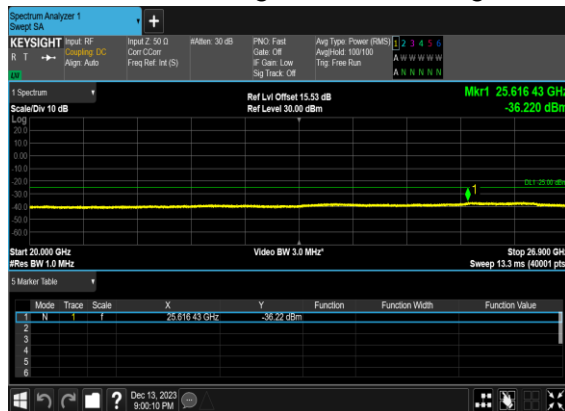 Spectrum Analyzer 1
Swept SA
+
KEYSIGHT Input: RF Input Z: 50 Ω #Atten: 30 dB PNO: Fast Avg Type: Power (RMS) 1 2 3 4 5 6
R T Coupling: DC Corr CCorr Gate: Off Avg|Hold: 100/100 A W W W W W
Align: Auto Freq Ref: Int (S) IF Gain: Low Trig: Free Run
LW Sig Track: Off A N N N N N
1 Spectrum Ref Lvl Offset 15.53 dB Mkr1 25.616 43 GHz
Scale/Div 10 dB Ref Level 30.00 dBm -36.220 dBm
Log
20.0
10.0
0.00
-10.0
-20.0 DL1 -25.00 dBm
-30.0 1
-40.0
-50.0
-60.0
Start 20.000 GHz Video BW 3.0 MHz* Stop 26.900 GHz
#Res BW 1.0 MHz Sweep 13.3 ms (40001 pts)
5 Marker Table
Mode Trace Scale X Y Function Function Width Function Value
1 N 1 f 25.616 43 GHz -36.22 dBm
2
3
4
5
6
? Dec 13, 2023
9:00:10 PM